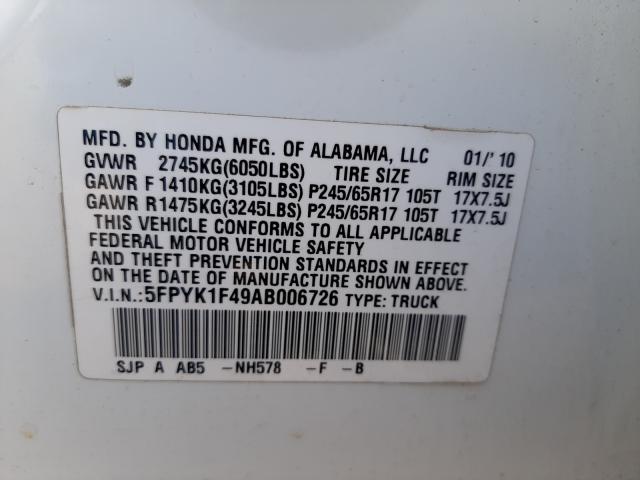 MFD. BY HONDA MFG. OF ALABAMA, LLC 01/'10
GVWR 2745KG(6050LBS) TIRE SIZE RIM SIZE
GAWR F 1410KG(3105LBS) P245/65R17 105T 17X7.5J
GAWR R1475KG(3245LBS) P245/65R17 105T 17X7.5J
THIS VEHICLE CONFORMS TO ALL APPLICABLE
FEDERAL MOTOR VEHICLE SAFETY
AND THEFT PREVENTION STANDARDS IN EFFECT
ON THE DATE OF MANUFACTURE SHOWN ABOVE.
V.I.N.:5FPYK1F49AB006726 TYPE:TRUCK
SJP A AB5 -NH578 -F -B